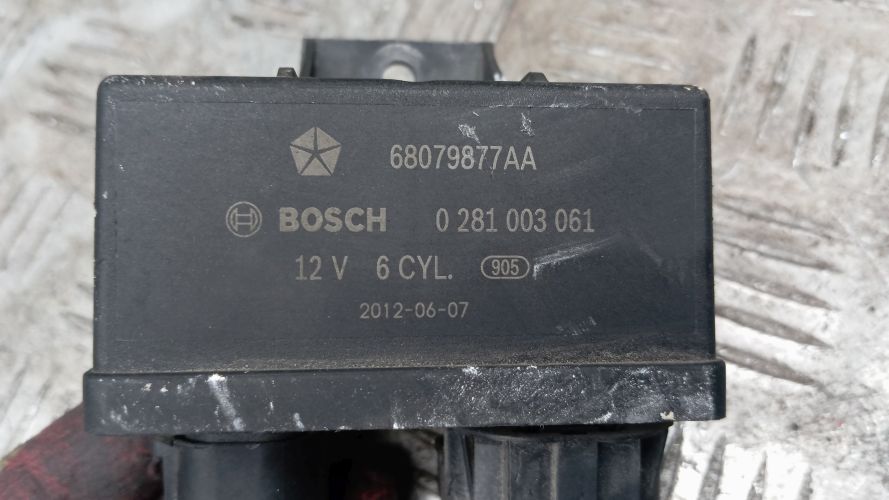 68079877AA
BOSCH 0 281 003 061
12 V 6 CYL. 905
2012-06-07